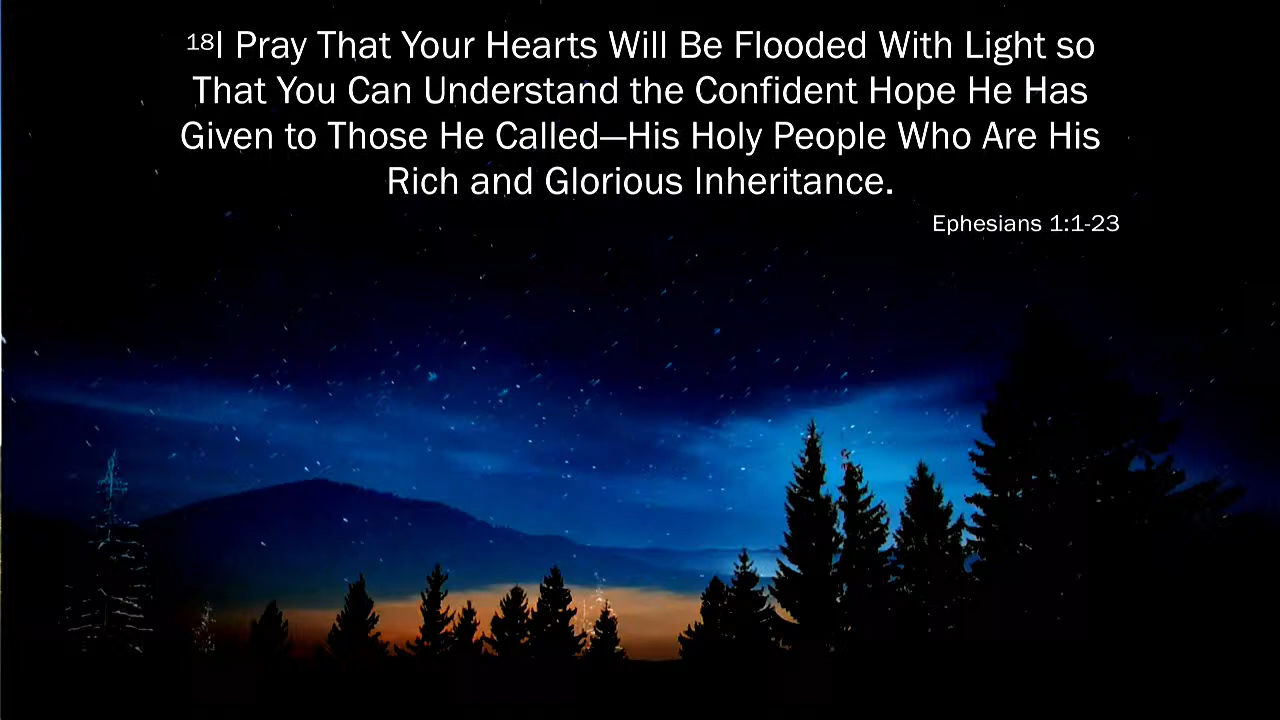 18I Pray That Your Hearts Will Be Flooded With Light so
That You Can Understand the Confident Hope He Has
Given to Those He Called—His Holy People Who Are His
Rich and Glorious Inheritance.
Ephesians 1:1-23